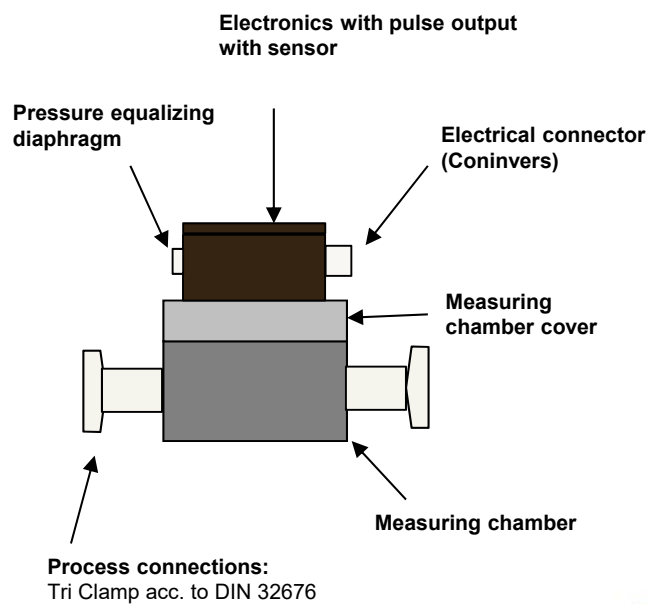 Electronics with pulse output
with sensor
Pressure equalizing
diaphragm
Electrical connector
(Coninvers)
Measuring
chamber cover
Measuring chamber
Process connections:
Tri Clamp acc. to DIN 32676